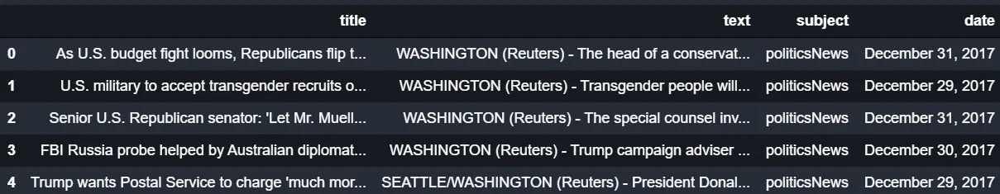 title text subject date
0 As U.S. budget fight looms, Republicans flip t... WASHINGTON (Reuters) - The head of a conservat... politicsNews December 31, 2017
1 U.S. military to accept transgender recruits o... WASHINGTON (Reuters) - Transgender people will... politicsNews December 29, 2017
2 Senior U.S. Republican senator: 'Let Mr. Muell... WASHINGTON (Reuters) - The special counsel inv... politicsNews December 31, 2017
3 FBI Russia probe helped by Australian diplomat... WASHINGTON (Reuters) - Trump campaign adviser ... politicsNews December 30, 2017
4 Trump wants Postal Service to charge 'much mor... SEATTLE/WASHINGTON (Reuters) - President Donal... politicsNews December 29, 2017